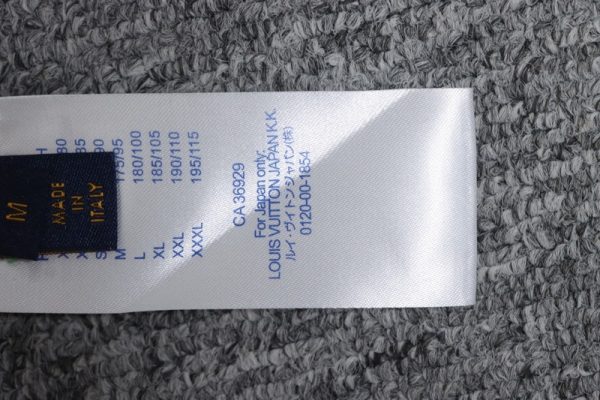 M
MADE
IN
ITALY
M 175/95
L 180/100
XL 185/105
XXL 190/110
XXXL 195/115
CA 36929
For Japan only:
LOUIS VUITTON JAPAN K.K.
ルイ・ヴィトン・ジャパン(株)
0120-00-1854